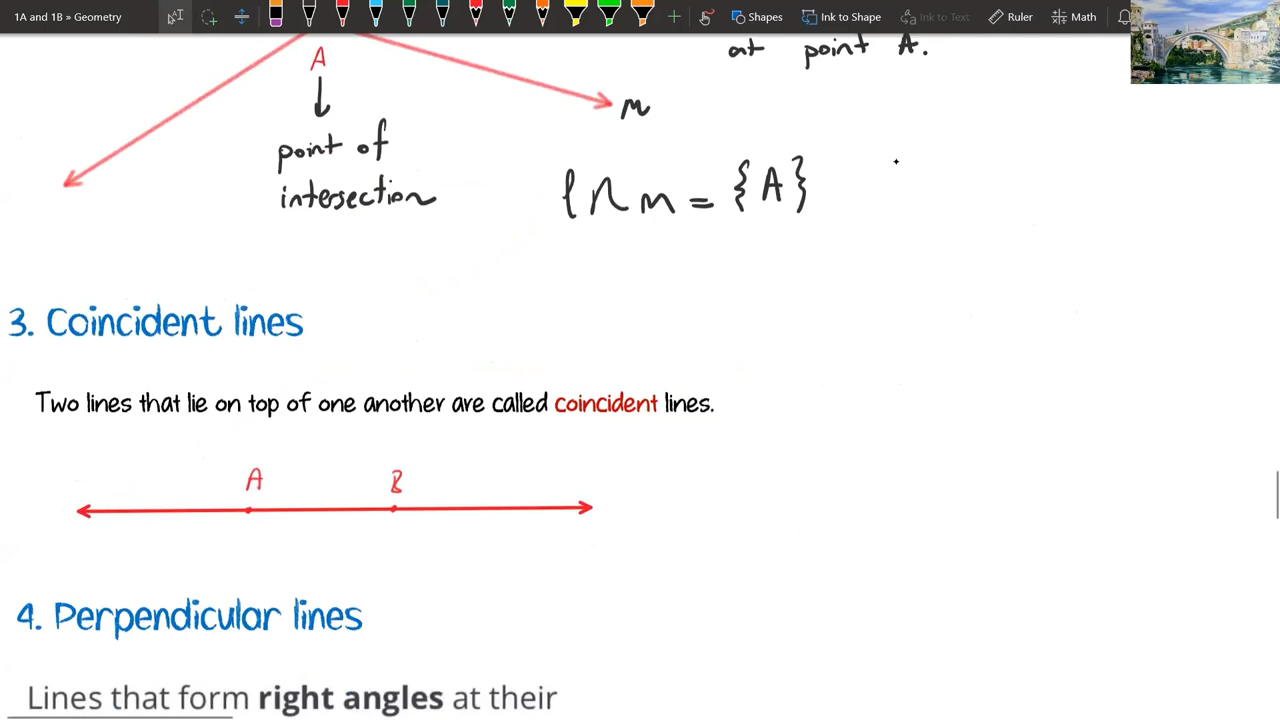 1A and 1B » Geometry
Shapes
Ink to Shape
Ink to Text
Ruler
Math
at point A.
A
m
point of
intersection
l ∩ m = {A}
3. Coincident lines
Two lines that lie on top of one another are called coincident lines.
A B
4. Perpendicular lines
Lines that form right angles at their